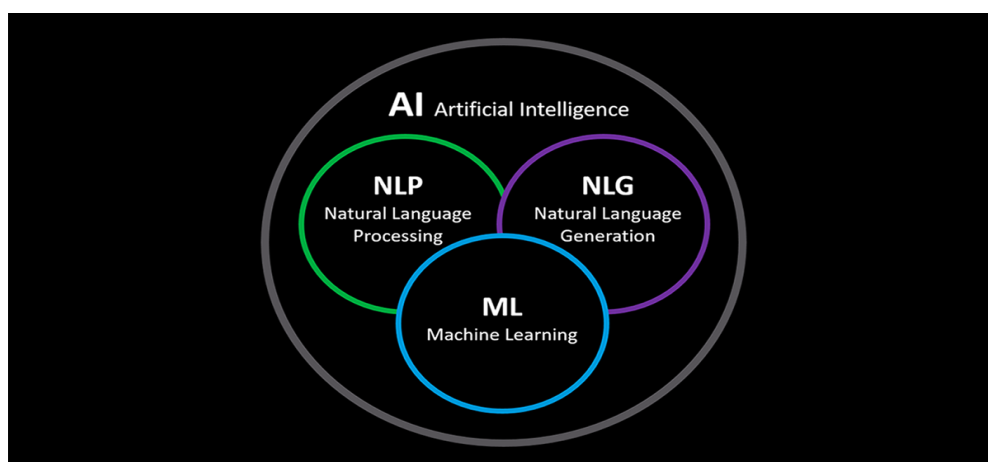 AI Artificial Intelligence
NLP
Natural Language
Processing
NLG
Natural Language
Generation
ML
Machine Learning